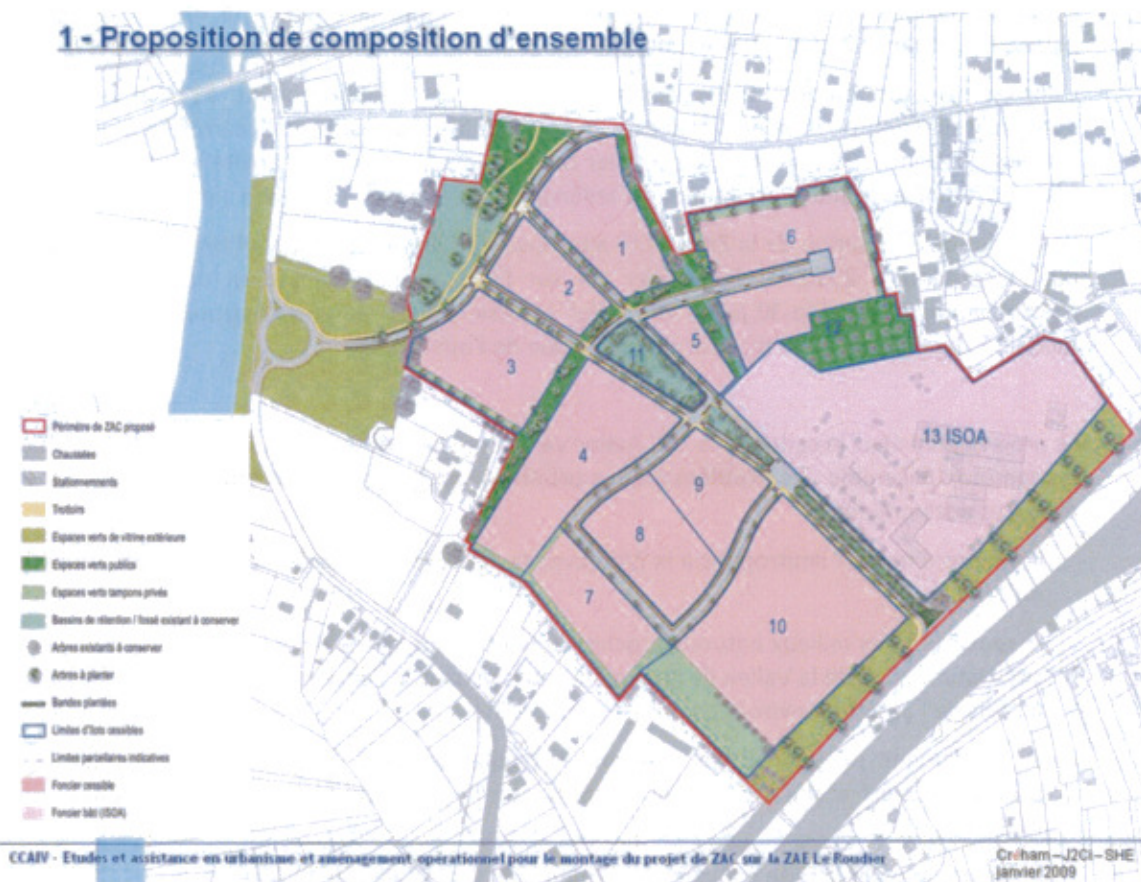 1 - Proposition de composition d'ensemble
1
2
3
4
5
6
7
8
9
10
11
12
13 ISOA
Périmètre de ZAC proposé
Chaussées
Stationnements
Trottoirs
Espaces verts de vitrine extérieure
Espaces verts publics
Espaces verts tampons privés
Bassins de rétention / fossé existant à conserver
Arbres existants à conserver
Arbres à planter
Bandes plantées
Limites d'îlots cessibles
Limites parcellaires indicatives
Foncier cessible
Foncier bâti (ISOA)
CCAIV - Etudes et assistance en urbanisme et aménagement opérationnel pour le montage du projet de ZAC sur la ZAE Le Roudier
Créham – J2Ci – SHE
janvier 2009